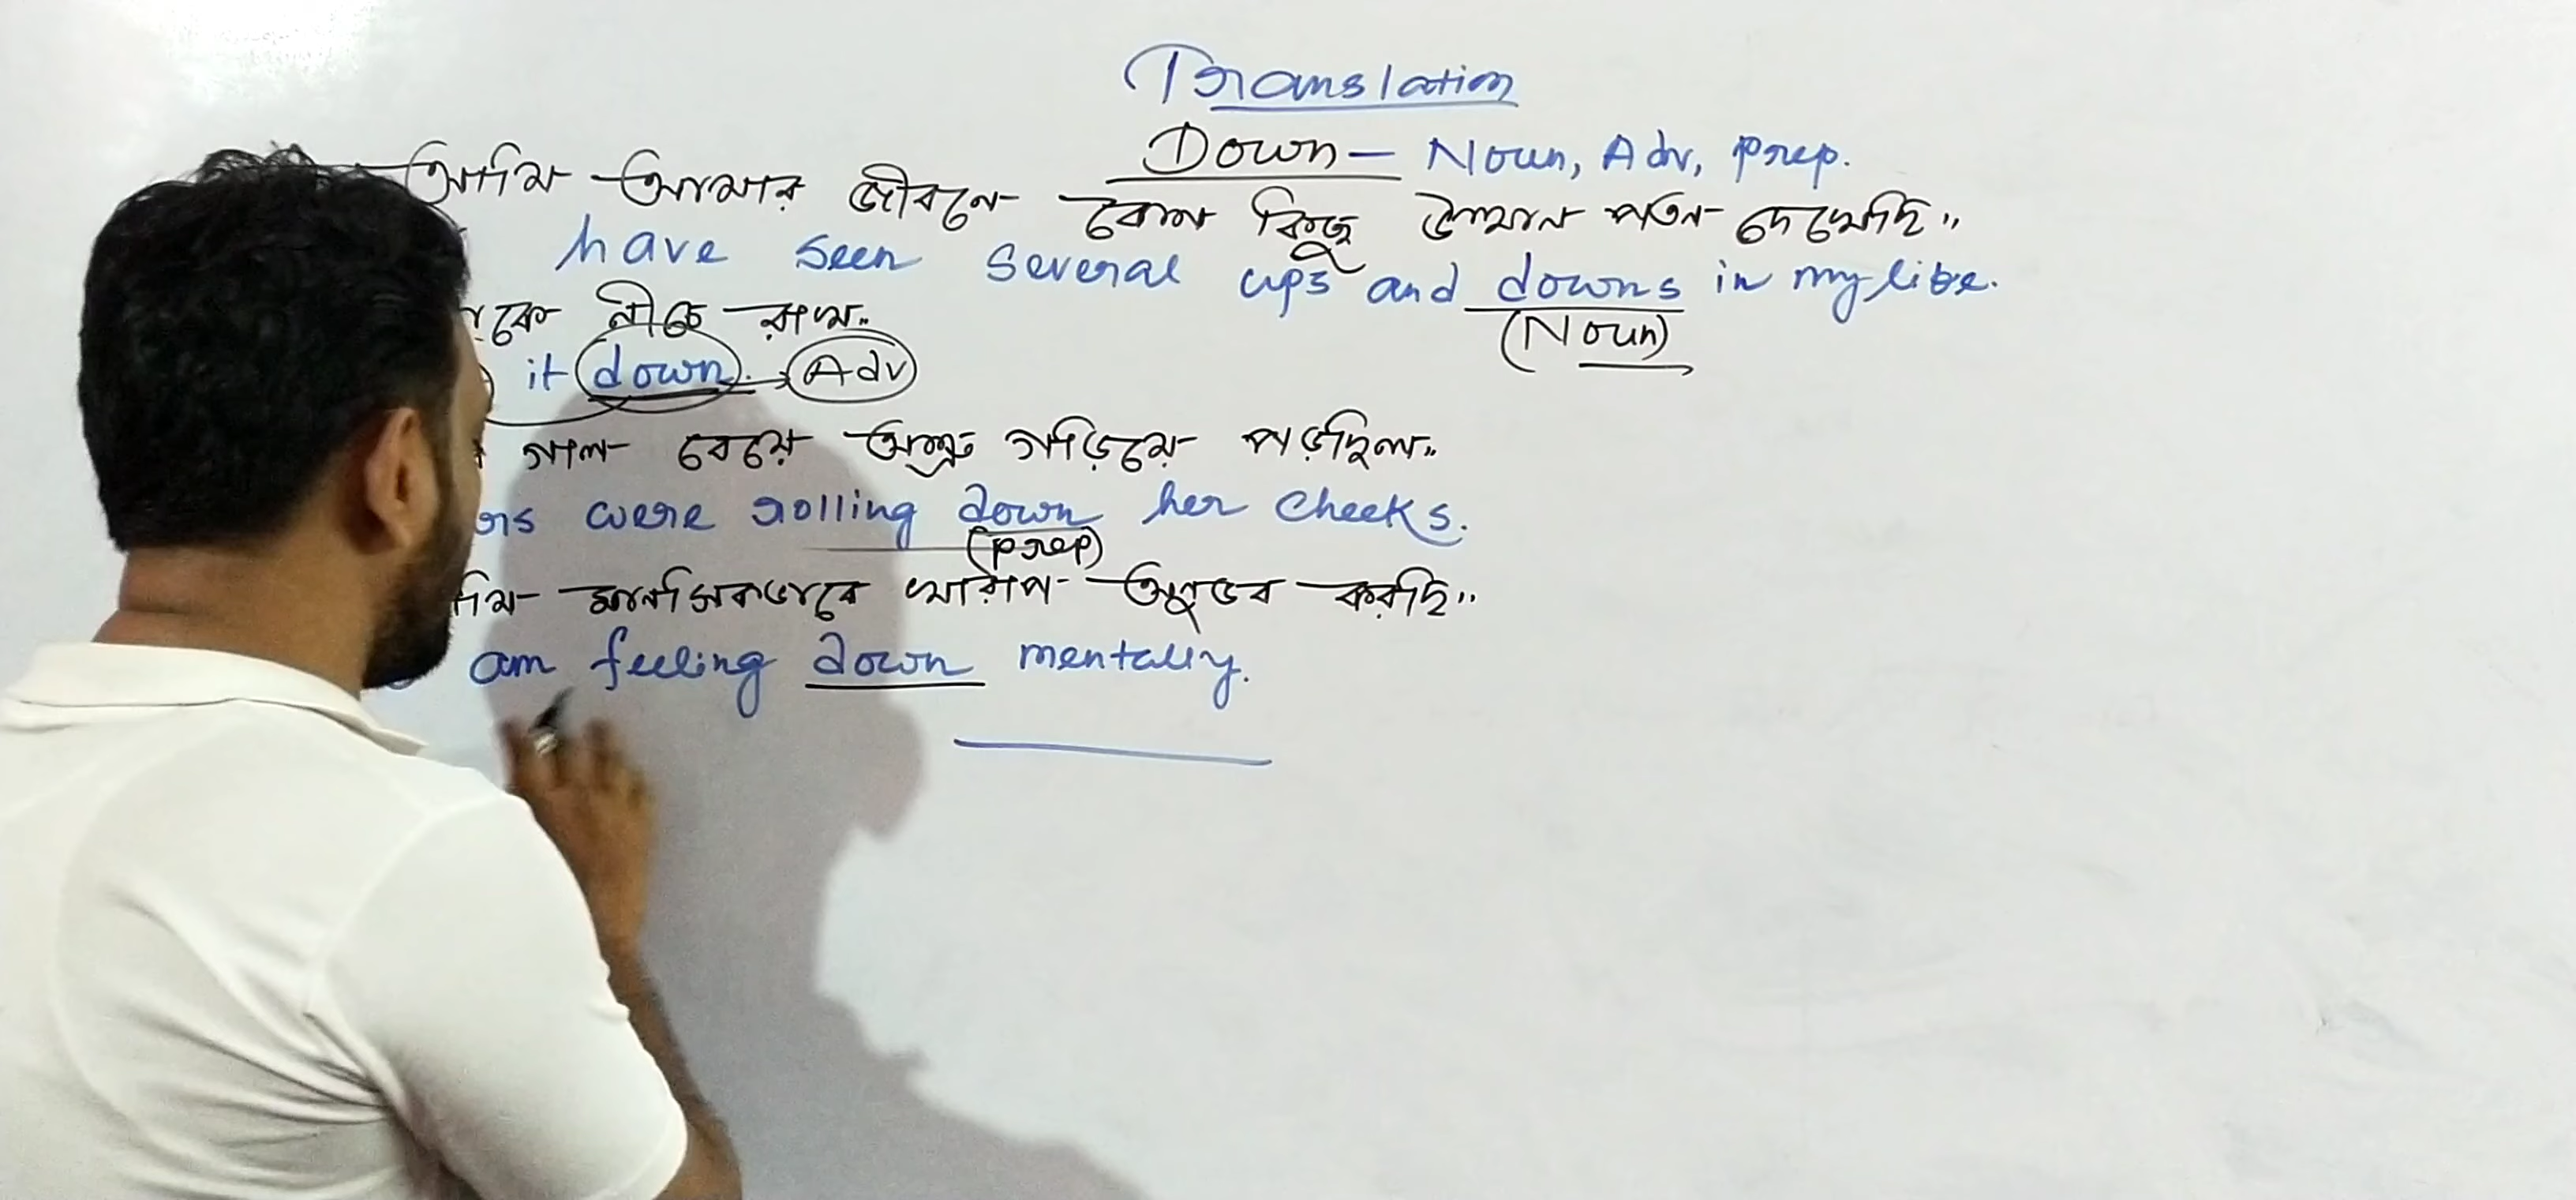 Translation
Down – Noun, Adv, prep.
আমি আমার জীবনে বেশ কিছু উত্থান পতন দেখেছি।
have seen several ups and downs in my life.
(Noun)
কে নীচে রাখ।
it down. → Adv
গাল বেয়ে অশ্রু গড়িয়ে পড়ছিল।
were rolling down her cheeks.
(prep)
মানসিকভাবে খারাপ অনুভব করছি।
am feeling down mentally.